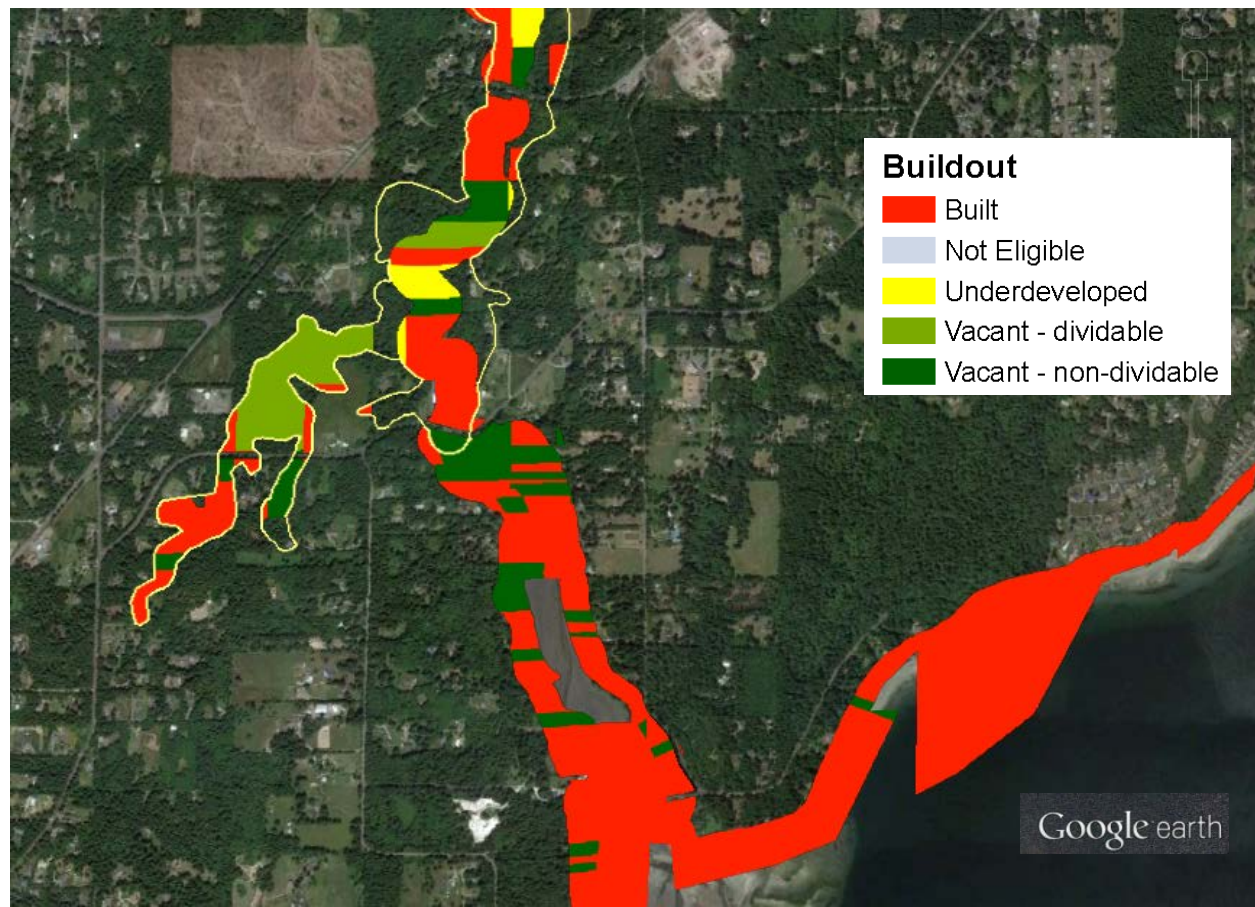 Buildout
Built
Not Eligible
Underdeveloped
Vacant - dividable
Vacant - non-dividable
Google earth